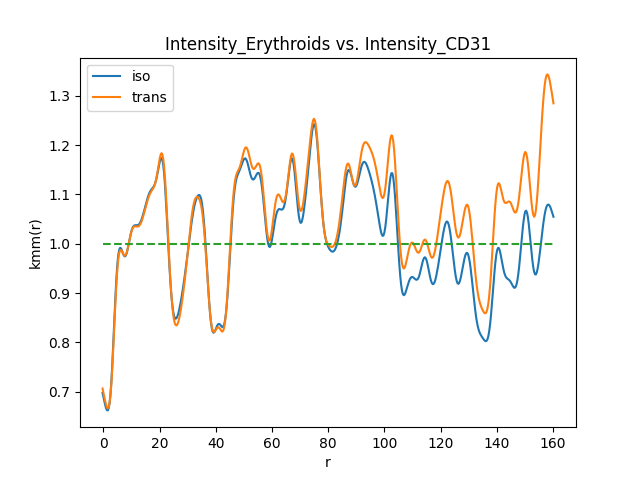 Intensity_Erythroids vs. Intensity_CD31
iso
trans
kmm(r)
1.3
1.2
1.1
1.0
0.9
0.8
0.7
0 20 40 60 80 100 120 140 160
r